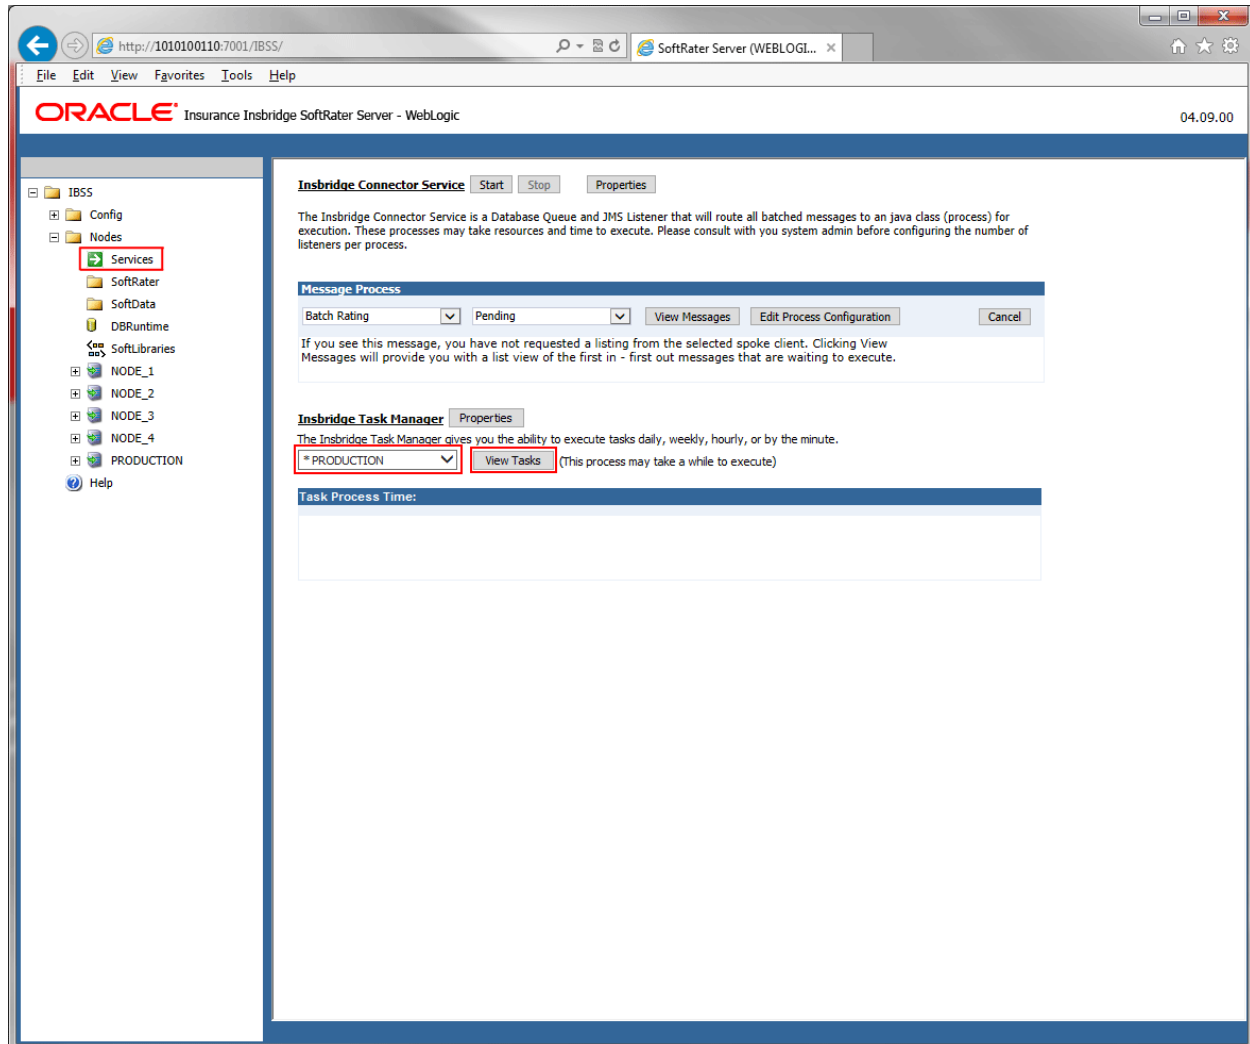 http://1010100110:7001/IBSS/
SoftRater Server (WEBLOGI...
File Edit View Favorites Tools Help
ORACLE Insurance Insbridge SoftRater Server - WebLogic
04.09.00
IBSS
Config
Nodes
Services
SoftRater
SoftData
DBRuntime
SoftLibraries
NODE_1
NODE_2
NODE_3
NODE_4
PRODUCTION
Help
Insbridge Connector Service Start Stop Properties
The Insbridge Connector Service is a Database Queue and JMS Listener that will route all batched messages to an java class (process) for
execution. These processes may take resources and time to execute. Please consult with you system admin before configuring the number of
listeners per process.
Message Process
Batch Rating Pending View Messages Edit Process Configuration Cancel
If you see this message, you have not requested a listing from the selected spoke client. Clicking View
Messages will provide you with a list view of the first in - first out messages that are waiting to execute.
Insbridge Task Manager Properties
The Insbridge Task Manager gives you the ability to execute tasks daily, weekly, hourly, or by the minute.
* PRODUCTION View Tasks (This process may take a while to execute)
Task Process Time: